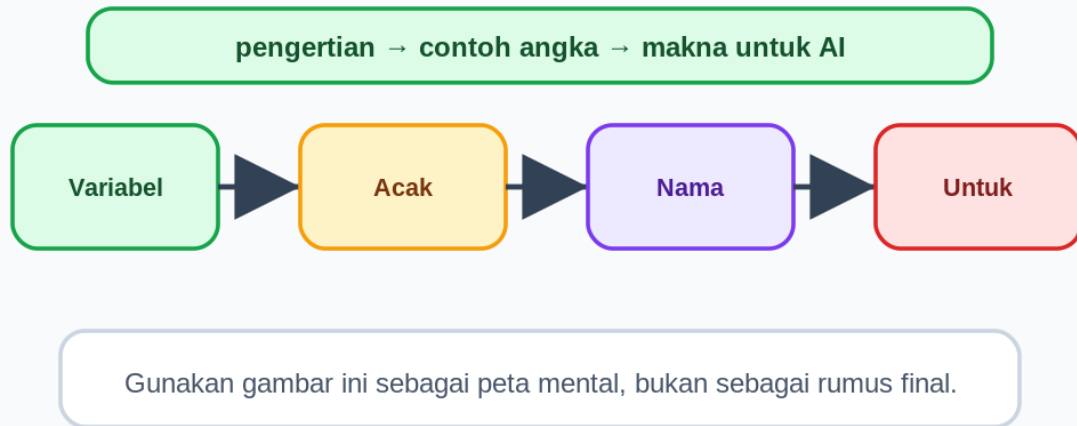 pengertian → contoh angka → makna untuk AI
Variabel
Acak
Nama
Untuk
Gunakan gambar ini sebagai peta mental, bukan sebagai rumus final.